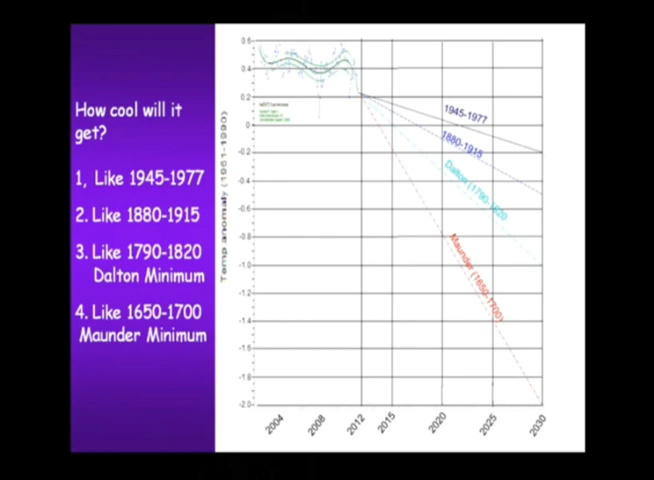 How cool will it
get?
1, Like 1945-1977
2. Like 1880-1915
3. Like 1790-1820
Dalton Minimum
4. Like 1650-1700
Maunder Minimum
Temp anomaly (1961-1990)
0.6
0.4
0.2
0
-0.2
-0.4
-0.6
-0.8
-1.0
-1.2
-1.4
-1.6
-1.8
-2.0
1945-1977
1880-1915
Dalton (1790-1820
Maunder (1650-1700)
2004
2008
2012
2015
2020
2025
2030